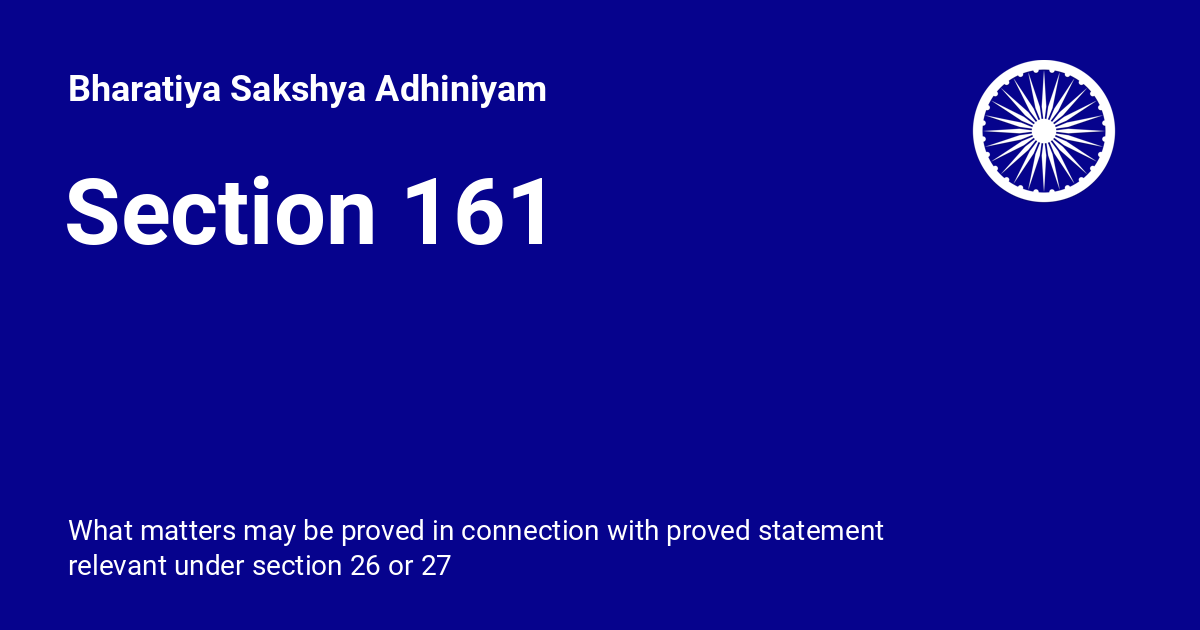 Bharatiya Sakshya Adhiniyam
Section 161
What matters may be proved in connection with proved statement
relevant under section 26 or 27